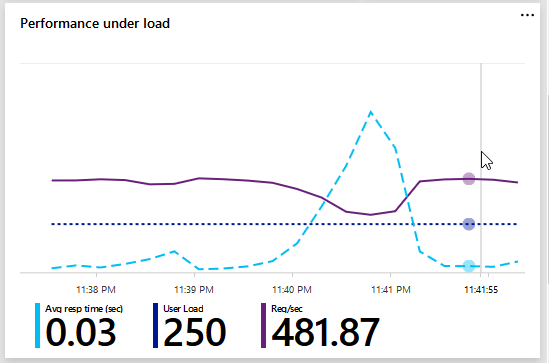 Performance under load
...
11:38 PM 11:39 PM 11:40 PM 11:41 PM 11:41:55
Avg resp time (sec) User Load Req/sec
0.03 250 481.87